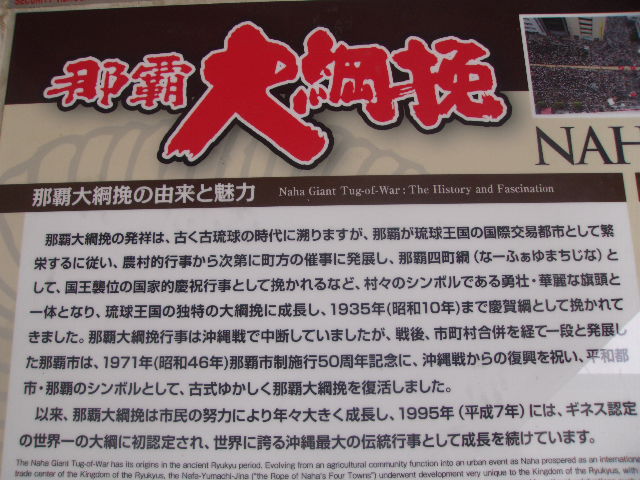 那覇大綱挽
NAH
那覇大綱挽の由来と魅力 Naha Giant Tug-of-War : The History and Fascination
那覇大綱挽の発祥は、古く古琉球の時代に溯りますが、那覇が琉球王国の国際交易都市として繁
栄するに従い、農村的行事から次第に町方の催事に発展し、那覇四町綱(なーふぁゆまちじな)と
して、国王襲位の国家的慶祝行事として挽かれるなど、村々のシンボルである勇壮・華麗な旗頭と
一体となり、琉球王国の独特の大綱挽に成長し、1935年(昭和10年)まで慶賀綱として挽かれて
きました。那覇大綱挽行事は沖縄戦で中断していましたが、戦後、市町村合併を経て一段と発展し
た那覇市は、1971年(昭和46年)那覇市制施行50周年記念に、沖縄戦からの復興を祝い、平和都
市・那覇のシンボルとして、古式ゆかしく那覇大綱挽を復活しました。
以来、那覇大綱挽は市民の努力により年々大きく成長し、1995年(平成7年)には、ギネス認定
の世界一の大綱に初認定され、世界に誇る沖縄最大の伝統行事として成長を続けています。
The Naha Giant Tug-of-War has its origins in the ancient Ryukyu period. Evolving from an agricultural community function into an urban event as Naha prospered as an internationa
trade center of the Kingdom of the Ryukyus, the Nafa-Yumachi-Jina ("the Rope of Naha's Four Towns") underwent development very unique to the Kingdom of the Ryukyus, with